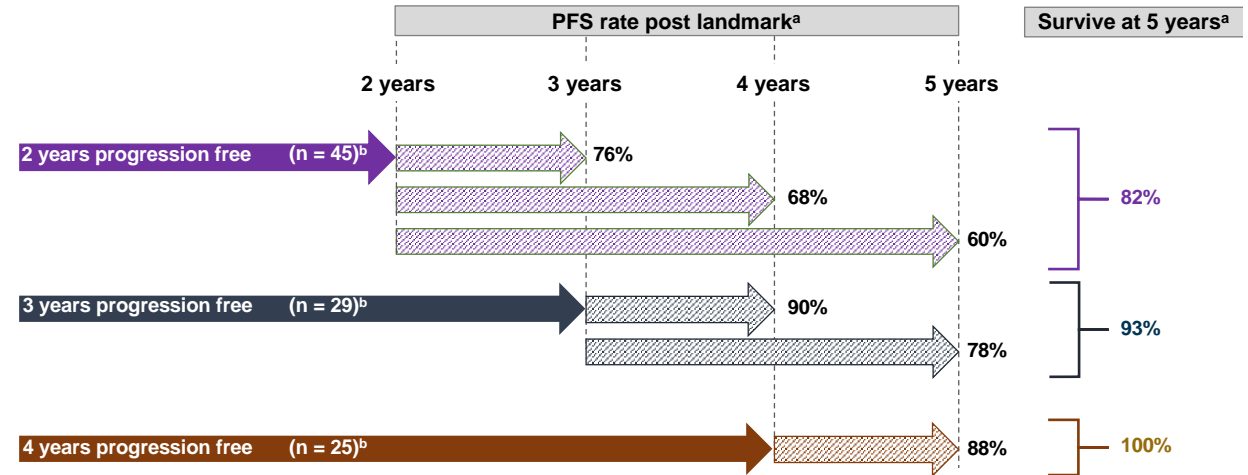 PFS rate post landmarkᵃ
Survive at 5 yearsᵃ
2 years
3 years
4 years
5 years
2 years progression free (n = 45)ᵇ
76%
68%
60%
82%
3 years progression free (n = 29)ᵇ
90%
78%
93%
4 years progression free (n = 25)ᵇ
88%
100%